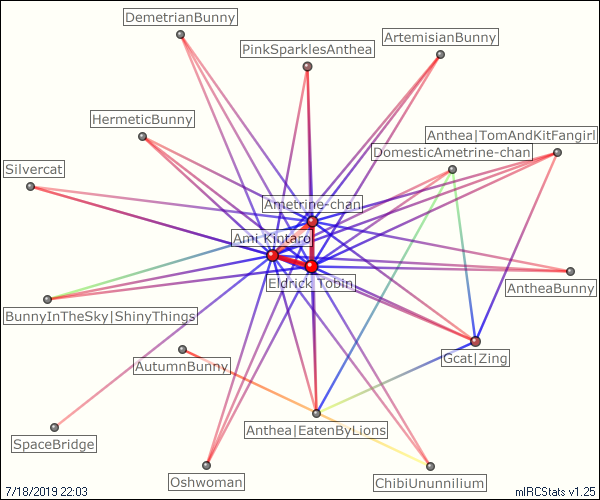 DemetrianBunny
ArtemisianBunny
PinkSparklesAnthea
HermeticBunny
Anthea|TomAndKitFangirl
DomesticAmetrine-chan
Silvercat
Ametrine-chan
Ami Kintaro
Eldrick Tobin
AntheaBunny
BunnyInTheSky|ShinyThings
Gcat|Zing
AutumnBunny
Anthea|EatenByLions
SpaceBridge
Oshwoman
ChibiUnunnilium
7/18/2019 22:03
mIRCStats v1.25